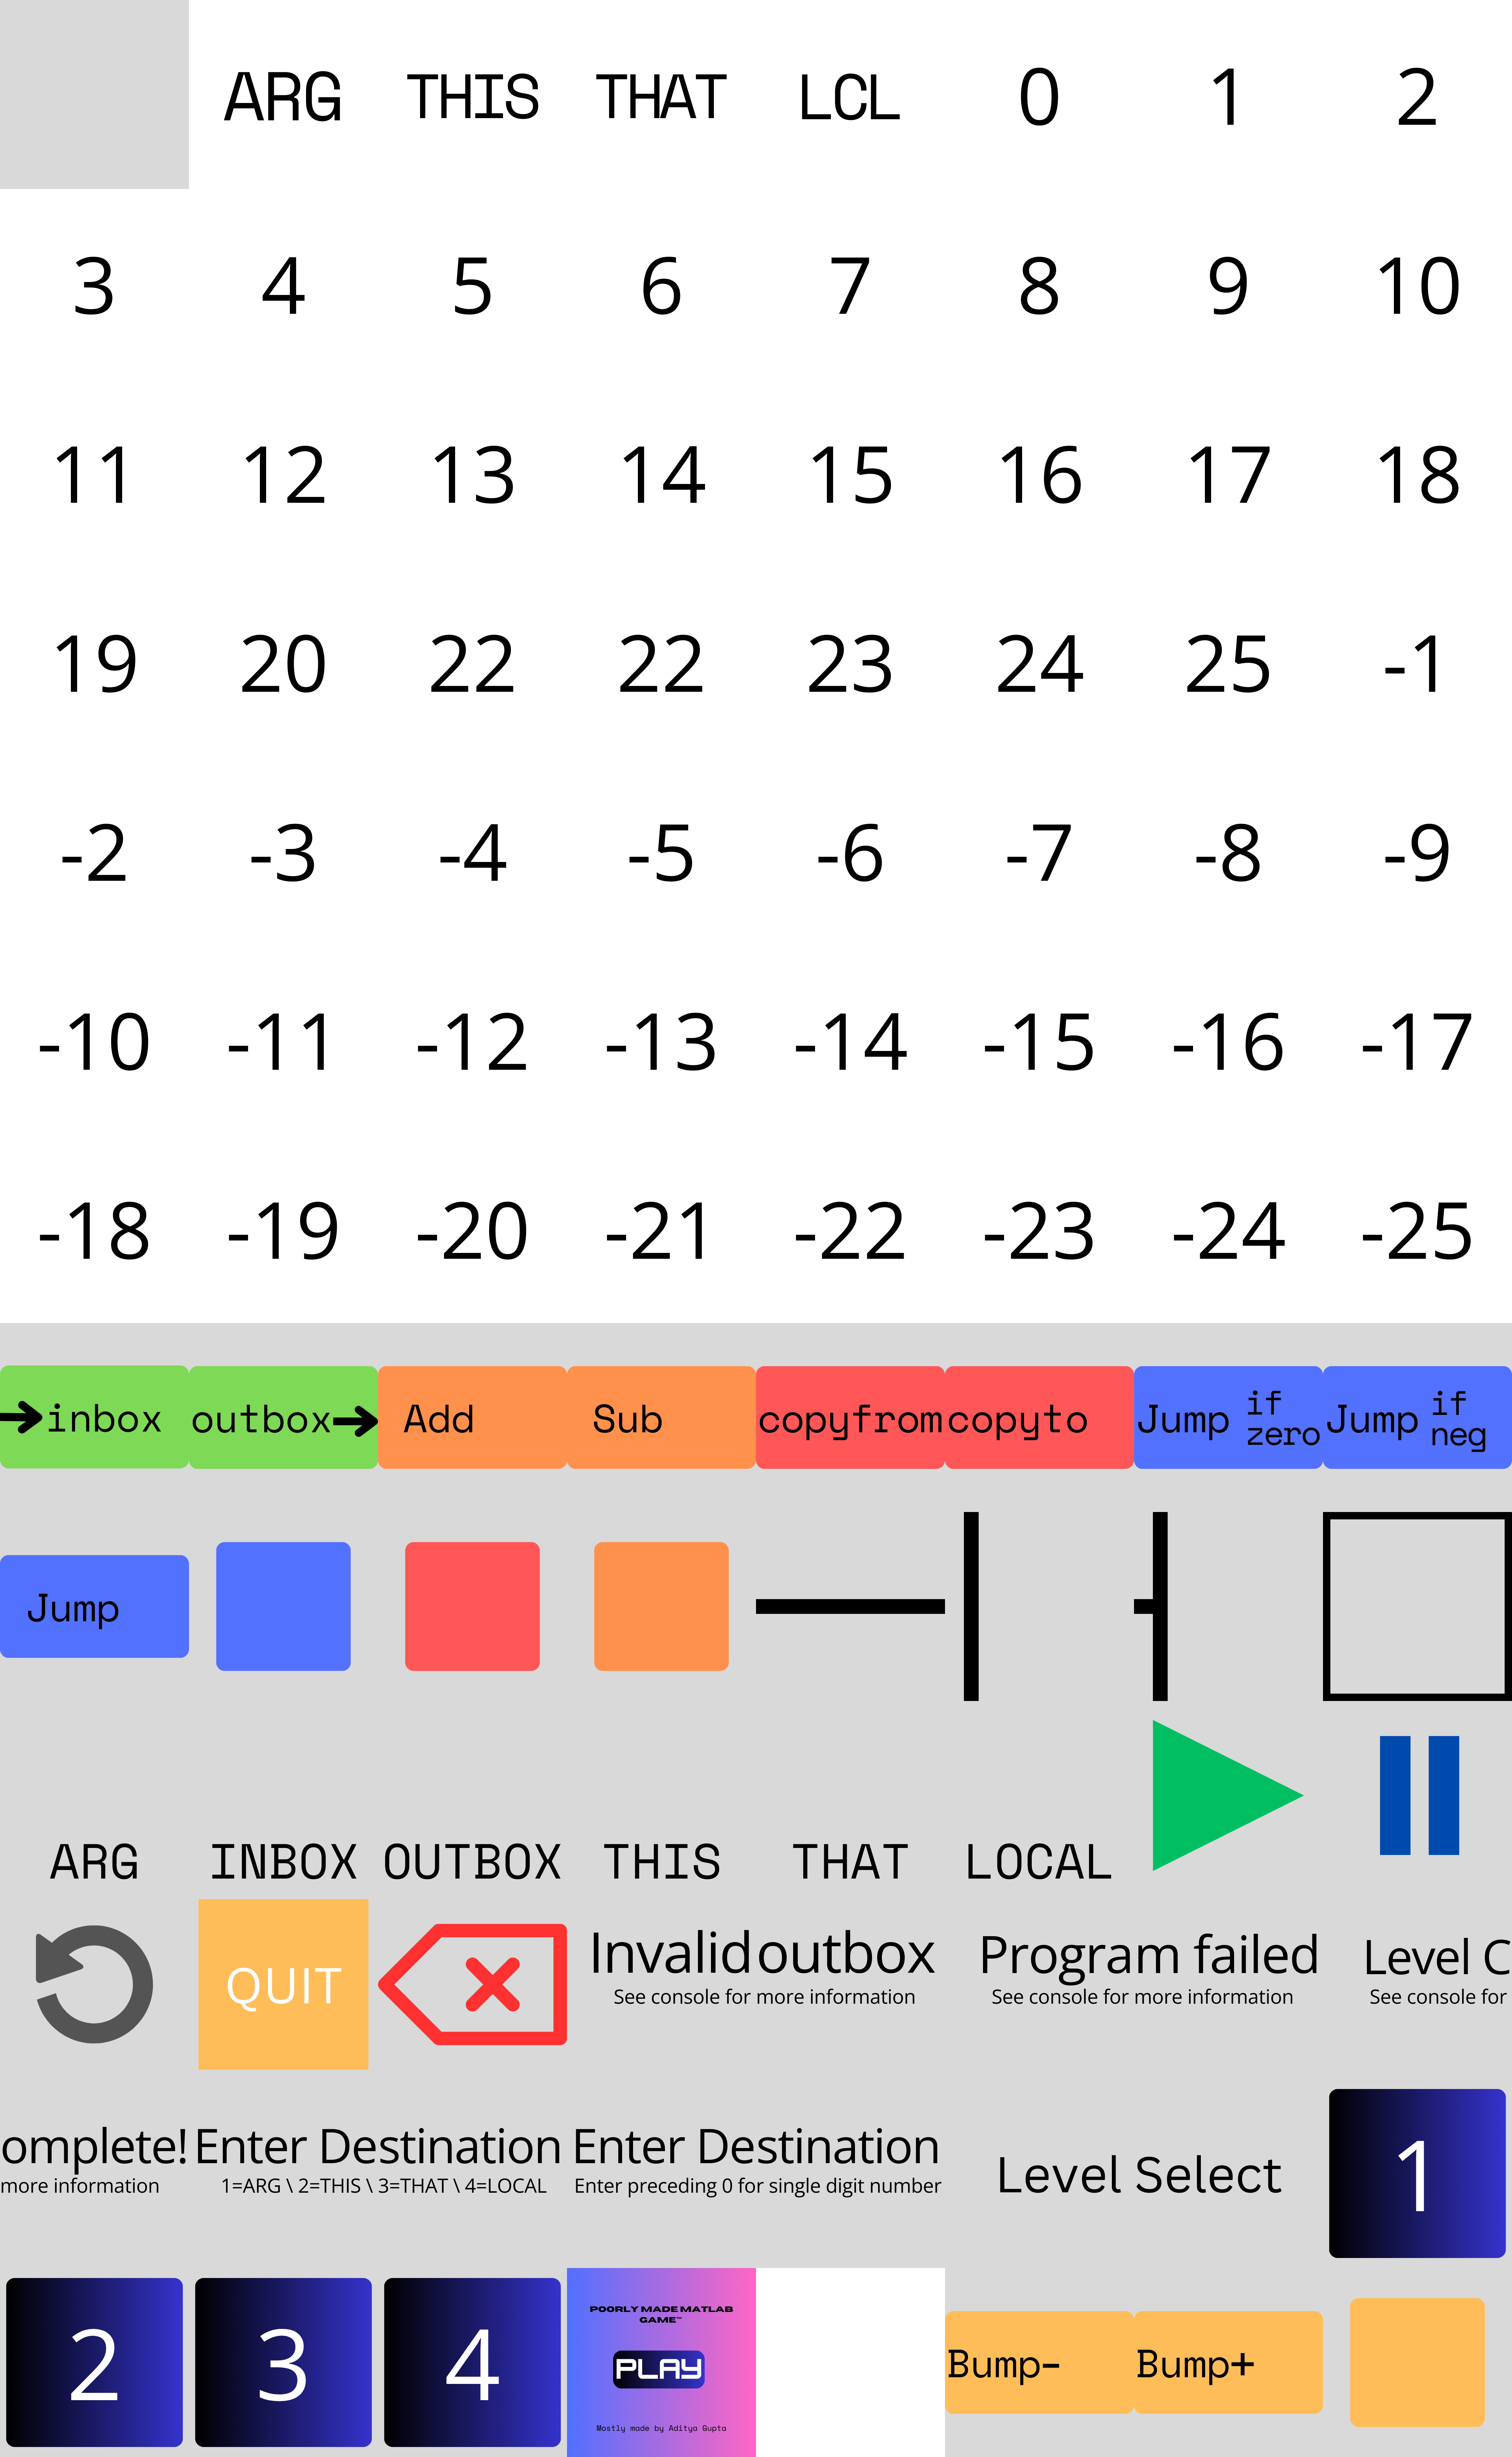 ARG THIS THAT LCL 0 1 2
3 4 5 6 7 8 9 10
11 12 13 14 15 16 17 18
19 20 22 22 23 24 25 -1
-2 -3 -4 -5 -6 -7 -8 -9
-10 -11 -12 -13 -14 -15 -16 -17
-18 -19 -20 -21 -22 -23 -24 -25
inbox outbox Add Sub copyfrom copyto Jump if zero Jump if neg
Jump
ARG INBOX OUTBOX THIS THAT LOCAL
QUIT
Invalid outbox
See console for more information
Program failed
See console for more information
Level C
See console for
omplete!
more information
Enter Destination
1=ARG \ 2=THIS \ 3=THAT \ 4=LOCAL
Enter Destination
Enter preceding 0 for single digit number
Level Select
1
2 3 4
POORLY MADE MATLAB
GAME™
PLAY
Mostly made by Aditya Gupta
Bump- Bump+